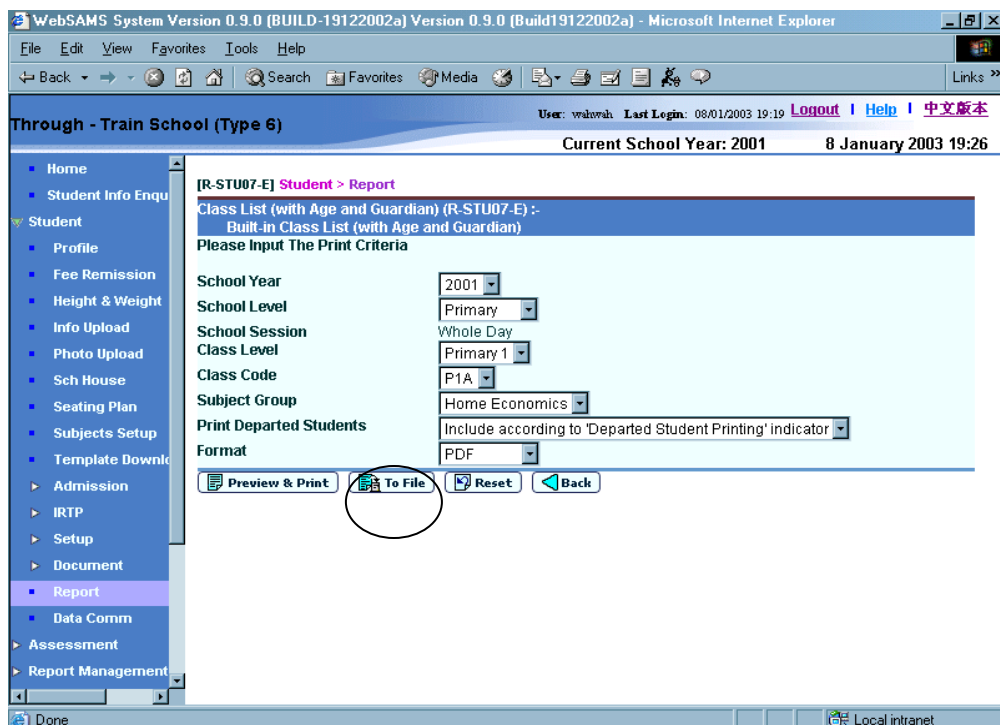 WebSAMS System Version 0.9.0 (BUILD-19122002a) Version 0.9.0 (Build19122002a) - Microsoft Internet Explorer
File Edit View Favorites Tools Help
Back Search Favorites Media Links »
Through - Train School (Type 6)
User: wahwah Last Login: 08/01/2003 19:19 Logout | Help | 中文版本
Current School Year: 2001 8 January 2003 19:26
Home
Student Info Enqu
Student
Profile
Fee Remission
Height & Weight
Info Upload
Photo Upload
Sch House
Seating Plan
Subjects Setup
Template Downlo
Admission
IRTP
Setup
Document
Report
Data Comm
Assessment
Report Management
[R-STU07-E] Student > Report
Class List (with Age and Guardian) (R-STU07-E) :-
Built-in Class List (with Age and Guardian)
Please Input The Print Criteria
School Year 2001
School Level Primary
School Session Whole Day
Class Level Primary 1
Class Code P1A
Subject Group Home Economics
Print Departed Students Include according to 'Departed Student Printing' indicator
Format PDF
Preview & Print To File Reset Back
Done Local intranet